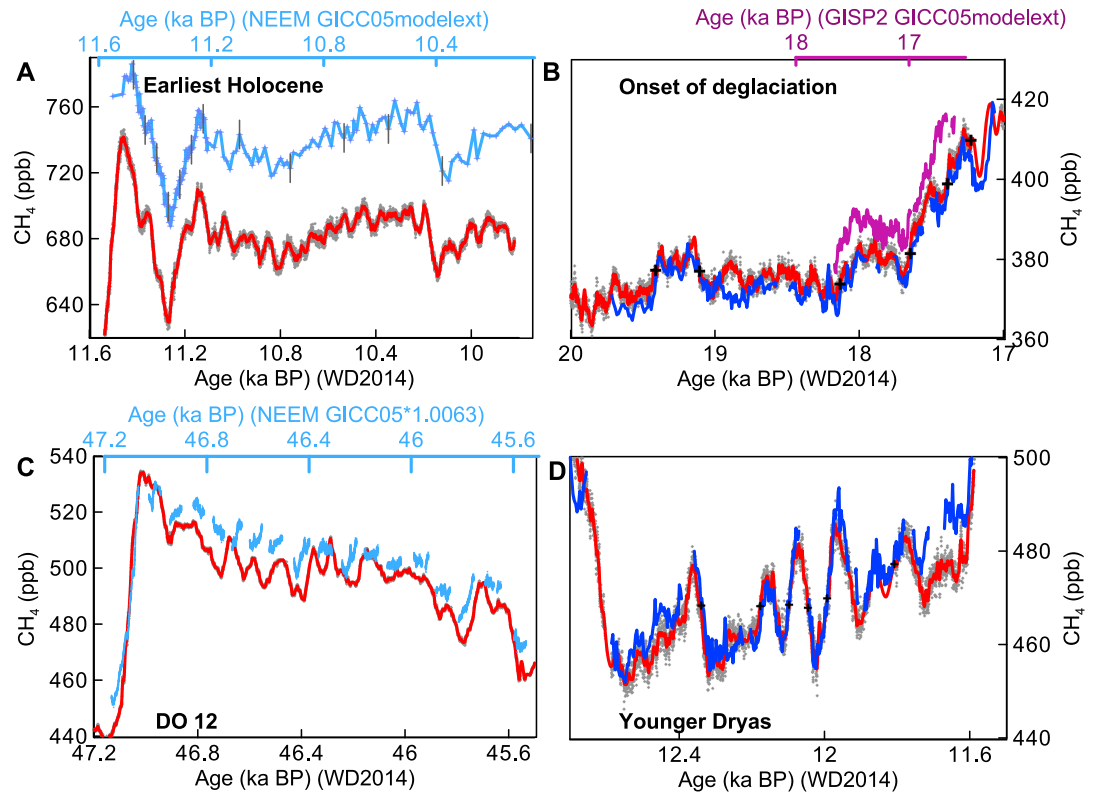 Age (ka BP) (NEEM GICC05modelext)
11.6 11.2 10.8 10.4
A
Earliest Holocene
CH4 (ppb)
760
720
680
640
11.6 11.2 10.8 10.4 10
Age (ka BP) (WD2014)
Age (ka BP) (GISP2 GICC05modelext)
18 17
B
Onset of deglaciation
420
400
380
360
CH4 (ppb)
20 19 18 17
Age (ka BP) (WD2014)
Age (ka BP) (NEEM GICC05*1.0063)
47.2 46.8 46.4 46 45.6
C
CH4 (ppb)
540
520
500
480
460
440
DO 12
47.2 46.8 46.4 46 45.6
Age (ka BP) (WD2014)
D
500
480
460
440
CH4 (ppb)
Younger Dryas
12.4 12 11.6
Age (ka BP) (WD2014)